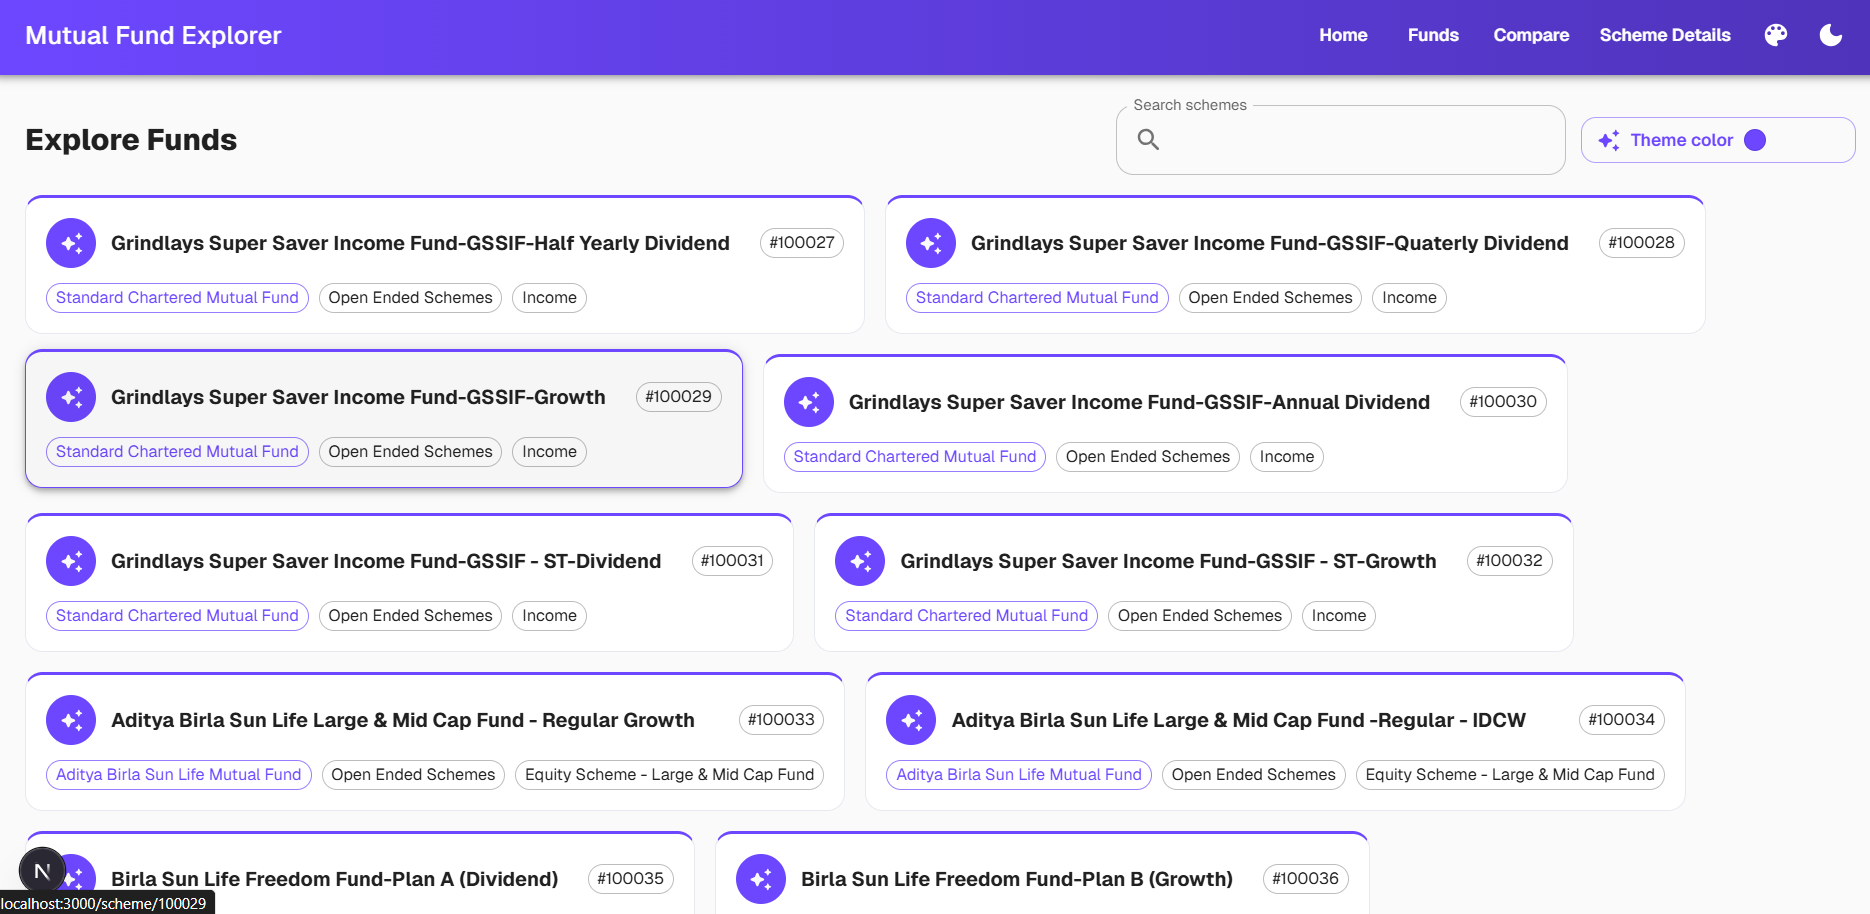 Mutual Fund Explorer
Home Funds Compare Scheme Details
Explore Funds
Search schemes
Theme color
Grindlays Super Saver Income Fund-GSSIF-Half Yearly Dividend #100027
Standard Chartered Mutual Fund Open Ended Schemes Income
Grindlays Super Saver Income Fund-GSSIF-Quaterly Dividend #100028
Standard Chartered Mutual Fund Open Ended Schemes Income
Grindlays Super Saver Income Fund-GSSIF-Growth #100029
Standard Chartered Mutual Fund Open Ended Schemes Income
Grindlays Super Saver Income Fund-GSSIF-Annual Dividend #100030
Standard Chartered Mutual Fund Open Ended Schemes Income
Grindlays Super Saver Income Fund-GSSIF - ST-Dividend #100031
Standard Chartered Mutual Fund Open Ended Schemes Income
Grindlays Super Saver Income Fund-GSSIF - ST-Growth #100032
Standard Chartered Mutual Fund Open Ended Schemes Income
Aditya Birla Sun Life Large & Mid Cap Fund - Regular Growth #100033
Aditya Birla Sun Life Mutual Fund Open Ended Schemes Equity Scheme - Large & Mid Cap Fund
Aditya Birla Sun Life Large & Mid Cap Fund -Regular - IDCW #100034
Aditya Birla Sun Life Mutual Fund Open Ended Schemes Equity Scheme - Large & Mid Cap Fund
Birla Sun Life Freedom Fund-Plan A (Dividend) #100035
Birla Sun Life Freedom Fund-Plan B (Growth) #100036
N
localhost:3000/scheme/100029